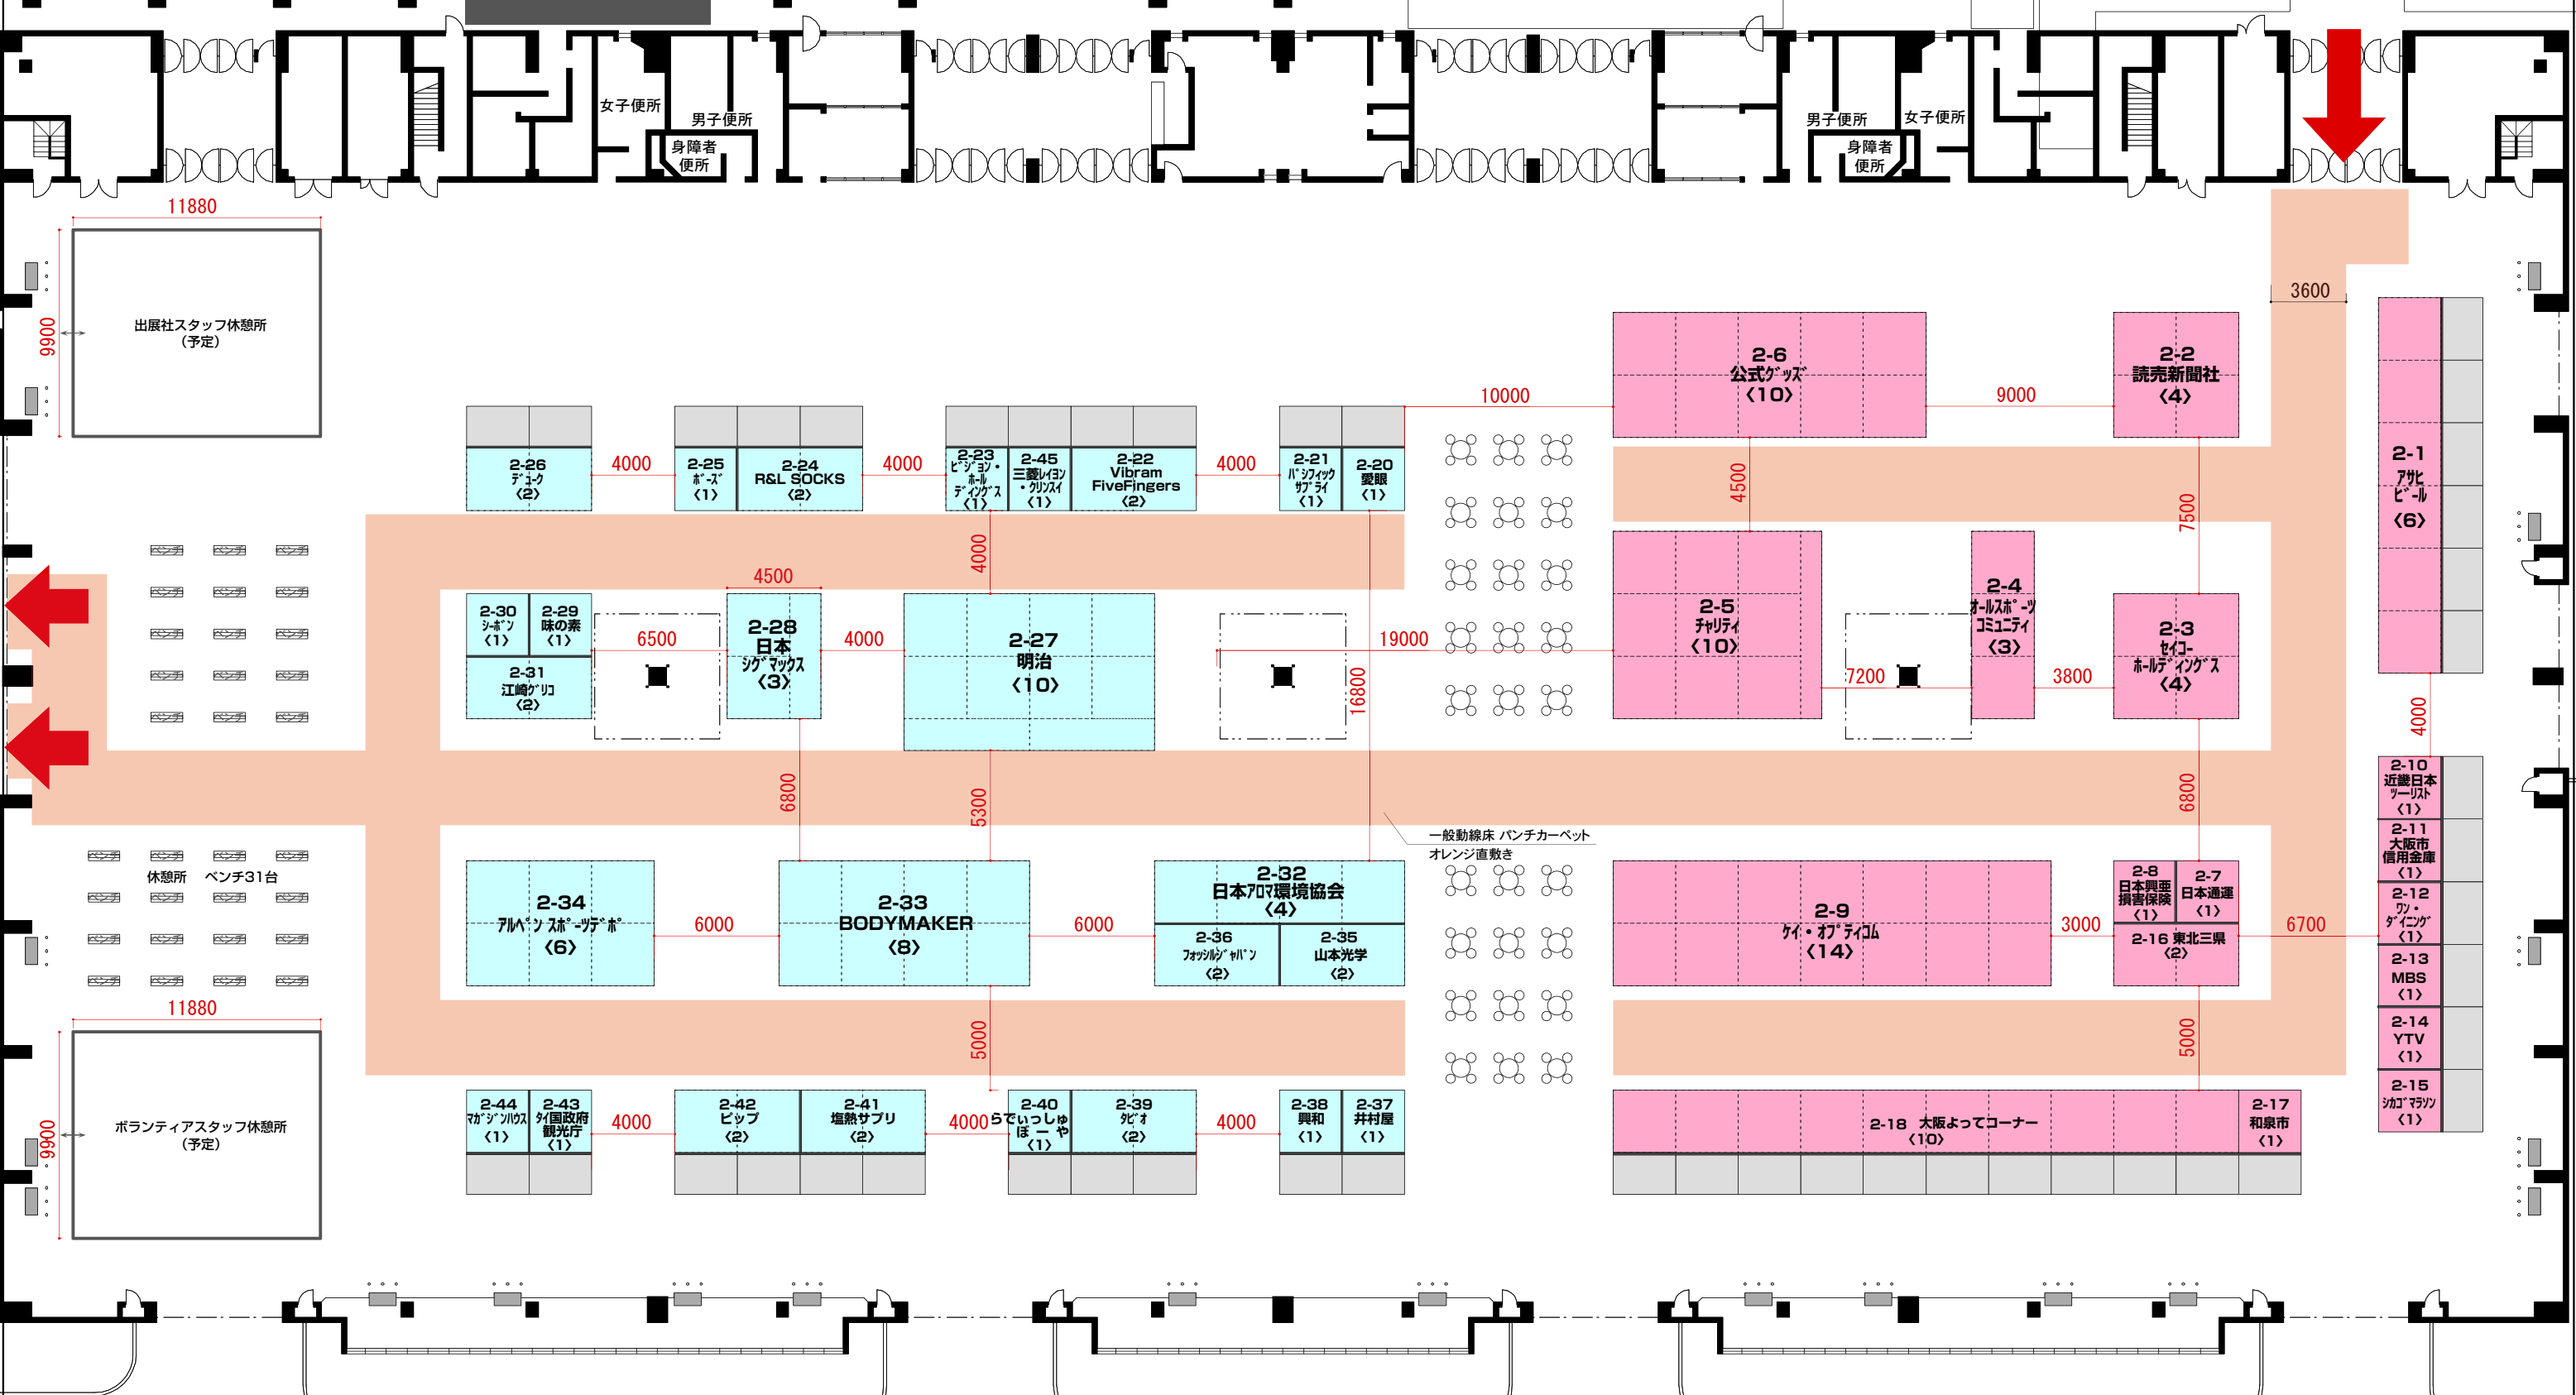 女子便所
男子便所
身障者
便所
男子便所
女子便所
身障者
便所
11880
9900
出展社スタッフ休憩所
（予定）
3600
2-6
公式グッズ
〈10〉
9000
2-2
読売新聞社
〈4〉
10000
2-1
アサヒ
ビール
〈6〉
2-26
デューク
〈2〉
4000
2-25
ボーズ
〈1〉
2-24
R&L SOCKS
〈2〉
4000
2-23
ビジョン・
ホール
ディングス
〈1〉
2-45
三菱レイヨン
・クリンスイ
〈1〉
2-22
Vibram
FiveFingers
〈2〉
4000
2-21
パシフィック
サプライ
〈1〉
2-20
愛眼
〈1〉
4500
7500
4000
4500
2-30
シーボン
〈1〉
2-29
味の素
〈1〉
2-31
江崎グリコ
〈2〉
6500
2-28
日本
シグマックス
〈3〉
4000
2-27
明治
〈10〉
19000
16800
2-5
チャリティ
〈10〉
7200
2-4
オールスポーツ
コミュニティ
〈3〉
3800
2-3
セイコー
ホールディングス
〈4〉
4000
6800
5300
6800
一般動線床 パンチカーペット
オレンジ直敷き
ベンチ
休憩所　ベンチ31台
2-10
近畿日本
ツーリスト
〈1〉
2-11
大阪市
信用金庫
〈1〉
2-12
ワン・
ダイニング
〈1〉
2-13
MBS
〈1〉
2-14
YTV
〈1〉
2-15
シカゴマラソン
〈1〉
2-34
アルペン スポーツデポ
〈6〉
6000
2-33
BODYMAKER
〈8〉
6000
2-32
日本アロマ環境協会
〈4〉
2-36
フォッシルジャパン
〈2〉
2-35
山本光学
〈2〉
2-9
ケイ・オプティコム
〈14〉
3000
2-8
日本興亜
損害保険
〈1〉
2-7
日本通運
〈1〉
2-16 東北三県
〈2〉
6700
5000
5000
11880
9900
ボランティアスタッフ休憩所
（予定）
2-44
マガジンハウス
〈1〉
2-43
タイ国政府
観光庁
〈1〉
4000
2-42
ピップ
〈2〉
2-41
塩熱サプリ
〈2〉
4000
2-40
らでぃっしゅ
ぼーや
〈1〉
2-39
タビオ
〈2〉
4000
2-38
興和
〈1〉
2-37
井村屋
〈1〉
2-18 大阪よってコーナー
〈10〉
2-17
和泉市
〈1〉